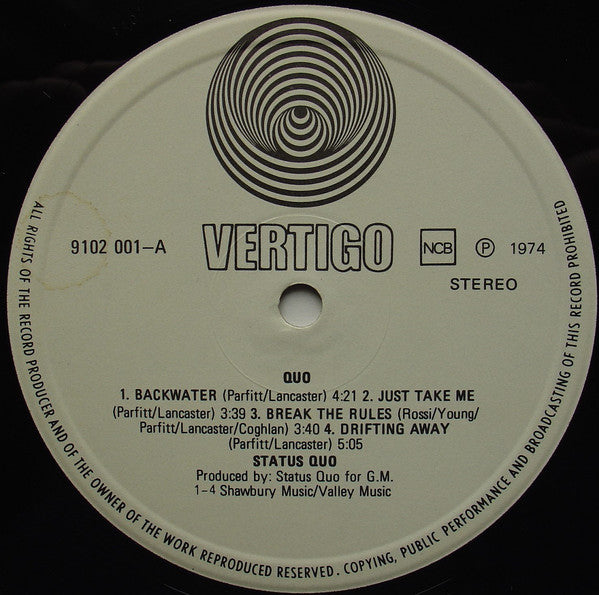 VERTIGO
9102 001-A
NCB Ⓟ 1974
STEREO
QUO
1. BACKWATER (Parfitt/Lancaster) 4:21 2. JUST TAKE ME
(Parfitt/Lancaster) 3:39 3. BREAK THE RULES (Rossi/Young/
Parfitt/Lancaster/Coghlan) 3:40 4. DRIFTING AWAY
(Parfitt/Lancaster) 5:05
STATUS QUO
Produced by: Status Quo for G.M.
1-4 Shawbury Music/Valley Music
ALL RIGHTS OF THE RECORD PRODUCER AND OF THE OWNER OF THE WORK REPRODUCED RESERVED. COPYING, PUBLIC PERFORMANCE AND BROADCASTING OF THIS RECORD PROHIBITED